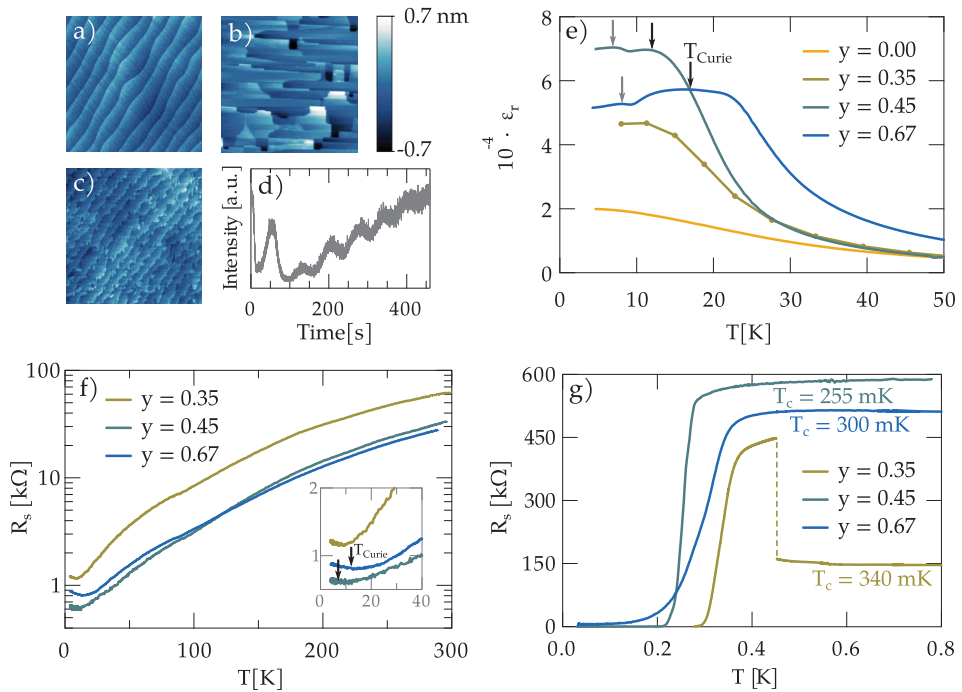 a)
b)
0.7 nm
-0.7
c)
d)
Intensity [a.u.]
0
200
400
Time[s]
e)
10⁻⁴ · εᵣ
8
6
4
2
0
T_Curie
y = 0.00
y = 0.35
y = 0.45
y = 0.67
0
10
20
30
40
50
T[K]
f)
Rₛ [kΩ]
100
10
1
y = 0.35
y = 0.45
y = 0.67
2
1
T_Curie
0
20
40
0
100
200
300
T[K]
g)
Rₛ [kΩ]
600
450
300
150
0
T_c = 255 mK
T_c = 300 mK
y = 0.35
y = 0.45
y = 0.67
T_c = 340 mK
0.0
0.2
0.4
0.6
0.8
T [K]